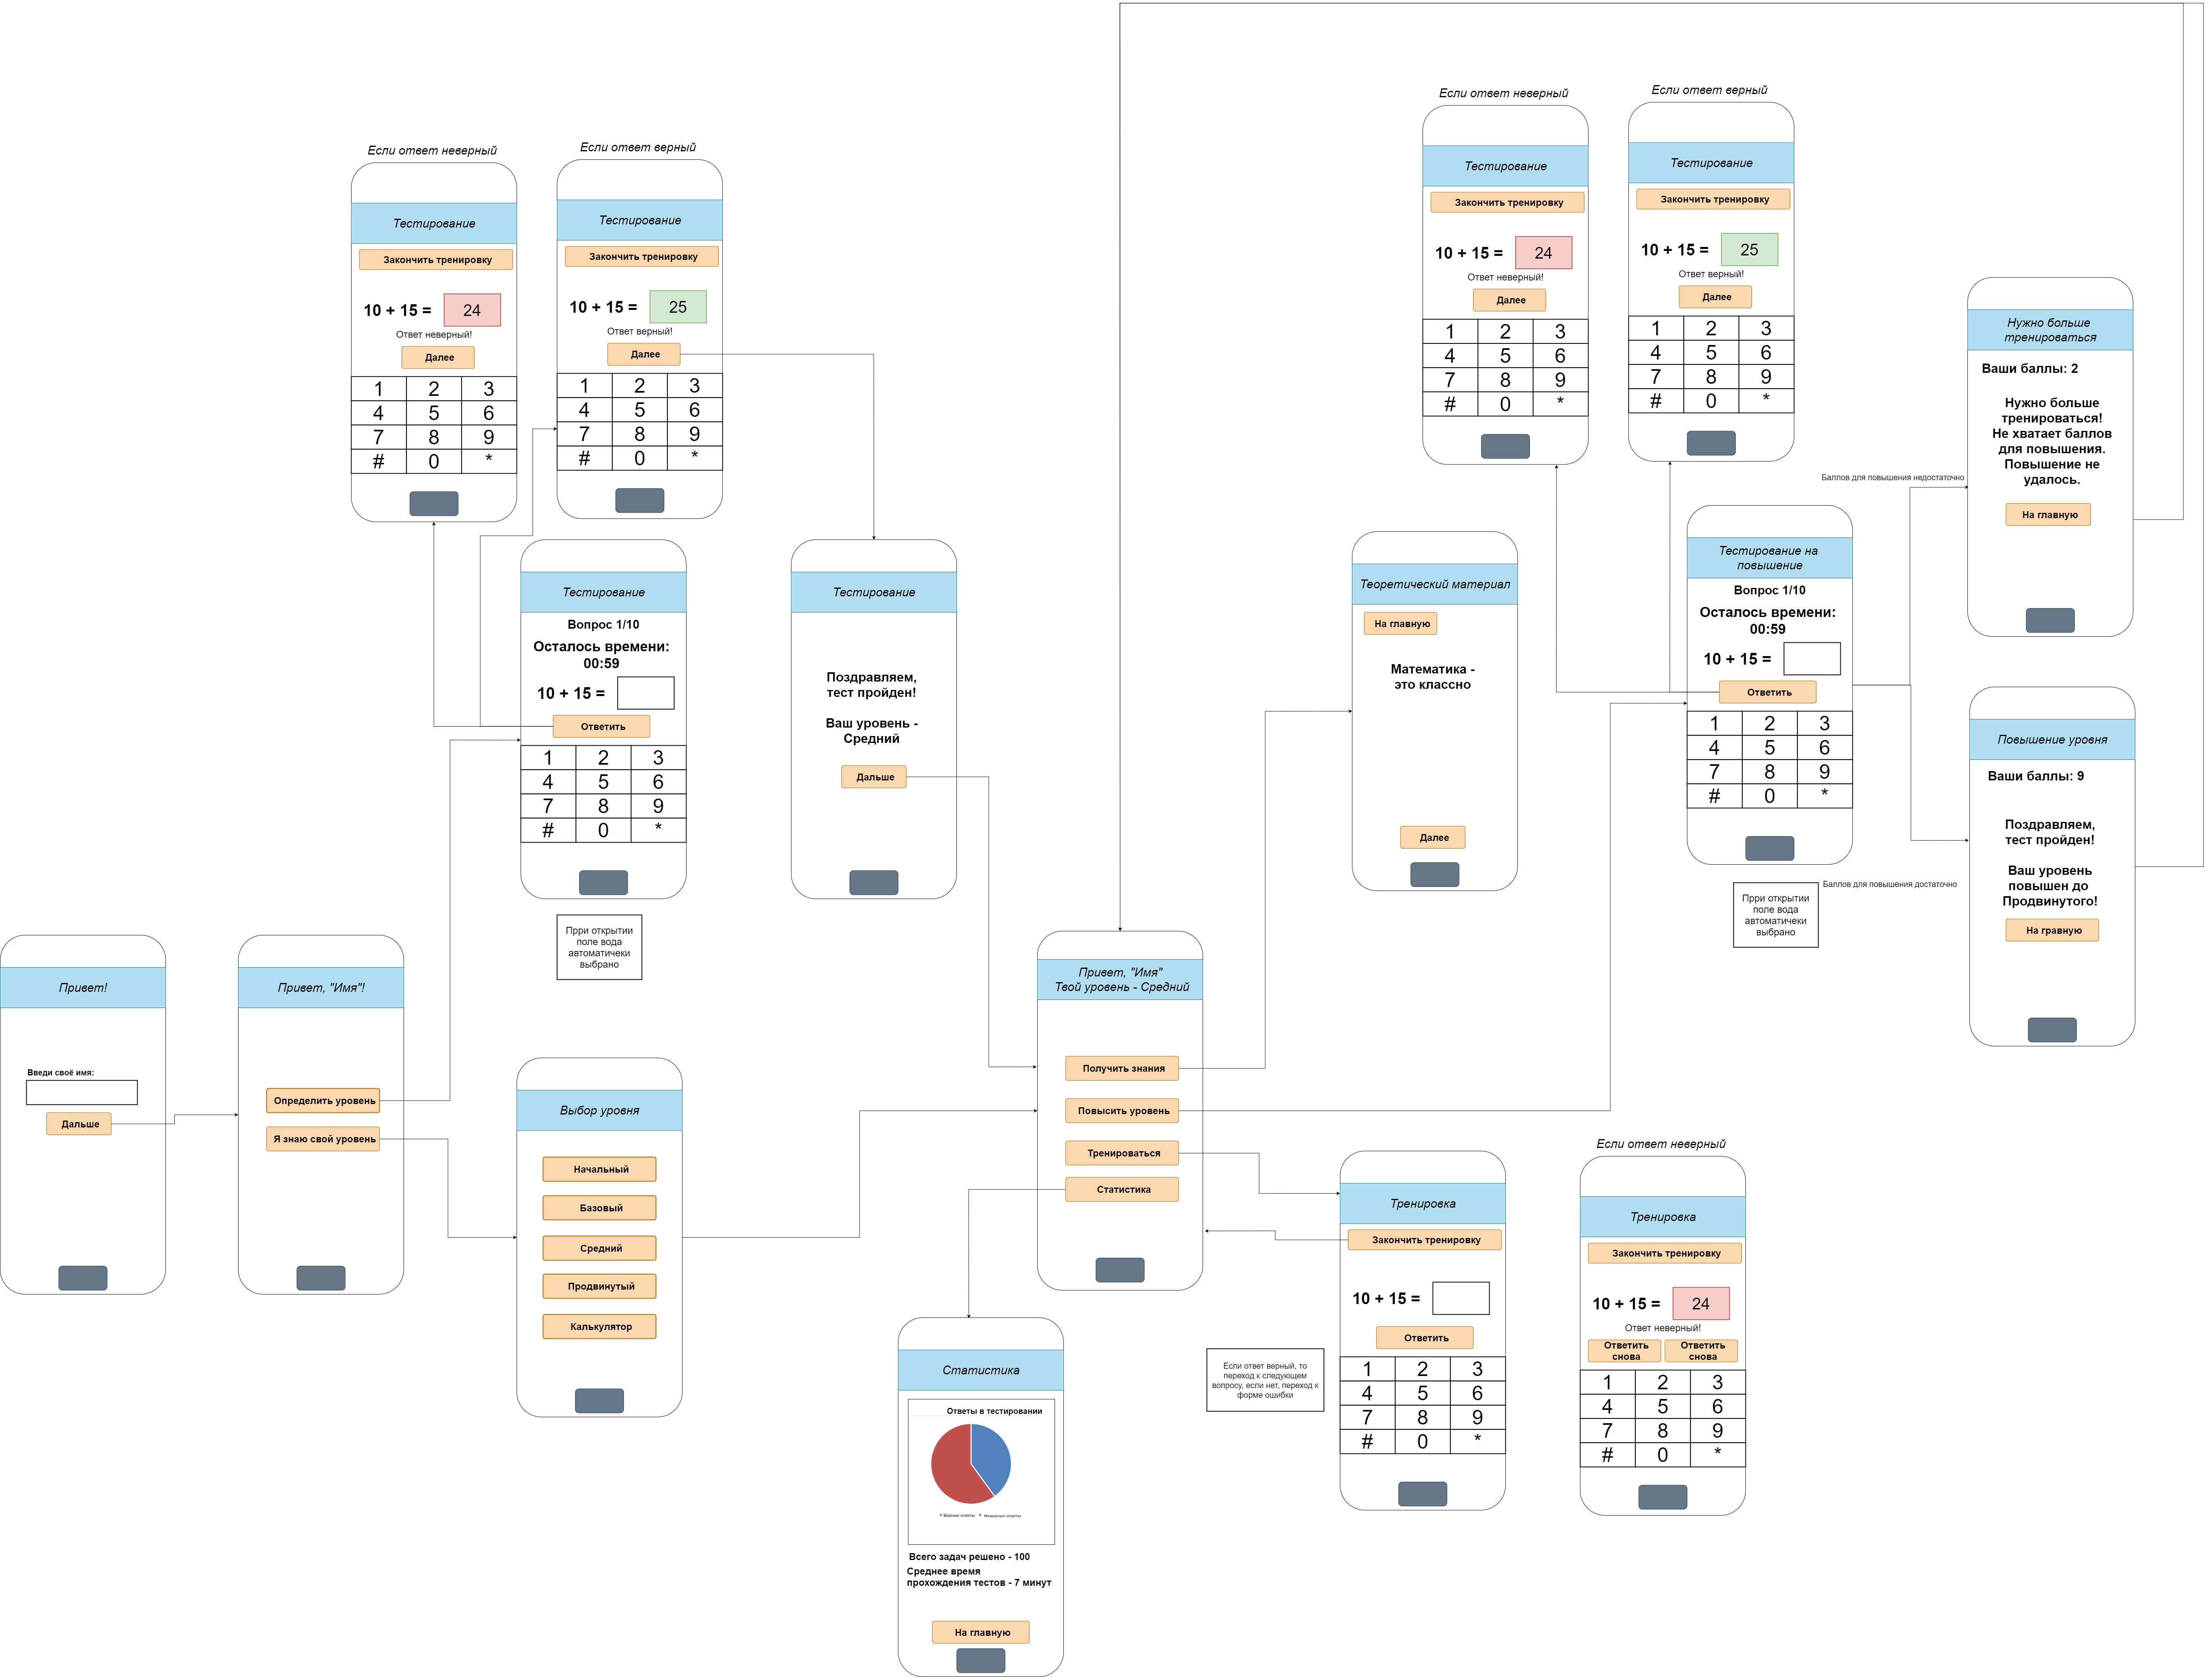 Привет!
Введи своё имя:
Дальше
Привет, "Имя"!
Определить уровень
Я знаю свой уровень
Если ответ неверный
Тестирование
Закончить тренировку
10 + 15 =
24
Ответ неверный!
Далее
1 2 3
4 5 6
7 8 9
# 0 *
Если ответ верный
Тестирование
Закончить тренировку
10 + 15 =
25
Ответ верный!
Далее
1 2 3
4 5 6
7 8 9
# 0 *
Тестирование
Вопрос 1/10
Осталось времени:
00:59
10 + 15 =
Ответить
1 2 3
4 5 6
7 8 9
# 0 *
Прри открытии
поле вода
автоматичеки
выбрано
Тестирование
Поздравляем,
тест пройден!
Ваш уровень -
Средний
Дальше
Выбор уровня
Начальный
Базовый
Средний
Продвинутый
Калькулятор
Привет, "Имя"
Твой уровень - Средний
Получить знания
Повысить уровень
Тренироваться
Статистика
Статистика
Ответы в тестировании
Верные ответы
Неверные ответы
Всего задач решено - 100
Среднее время
прохождения тестов - 7 минут
На главную
Теоретический материал
На главную
Математика -
это классно
Далее
Если ответ неверный
Тестирование
Закончить тренировку
10 + 15 =
24
Ответ неверный!
Далее
1 2 3
4 5 6
7 8 9
# 0 *
Если ответ верный
Тестирование
Закончить тренировку
10 + 15 =
25
Ответ верный!
Далее
1 2 3
4 5 6
7 8 9
# 0 *
Тестирование на
повышение
Вопрос 1/10
Осталось времени:
00:59
10 + 15 =
Ответить
1 2 3
4 5 6
7 8 9
# 0 *
Прри открытии
поле вода
автоматичеки
выбрано
Баллов для повышения недостаточно
Нужно больше
тренироваться
Ваши баллы: 2
Нужно больше
тренироваться!
Не хватает баллов
для повышения.
Повышение не
удалось.
На главную
Баллов для повышения достаточно
Повышение уровня
Ваши баллы: 9
Поздравляем,
тест пройден!
Ваш уровень
повышен до
Продвинутого!
На гравную
Тренировка
Закончить тренировку
10 + 15 =
Ответить
1 2 3
4 5 6
7 8 9
# 0 *
Если ответ верный, то
переход к следующем
вопросу, если нет, переход к
форме ошибки
Если ответ неверный
Тренировка
Закончить тренировку
10 + 15 =
24
Ответ неверный!
Ответить
снова
Ответить
снова
1 2 3
4 5 6
7 8 9
# 0 *